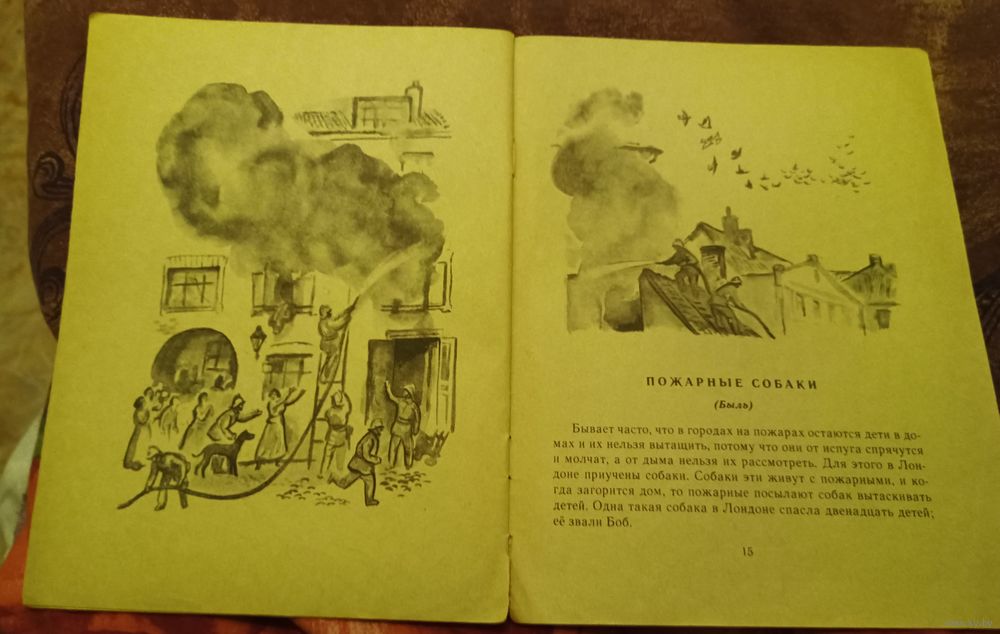 ПОЖАРНЫЕ СОБАКИ
(Быль)
Бывает часто, что в городах на пожарах остаются дети в до-
мах и их нельзя вытащить, потому что они от испуга спрячутся
и молчат, а от дыма нельзя их рассмотреть. Для этого в Лон-
доне приучены собаки. Собаки эти живут с пожарными, и ко-
гда загорится дом, то пожарные посылают собак вытаскивать
детей. Одна такая собака в Лондоне спасла двенадцать детей;
её звали Боб.
15